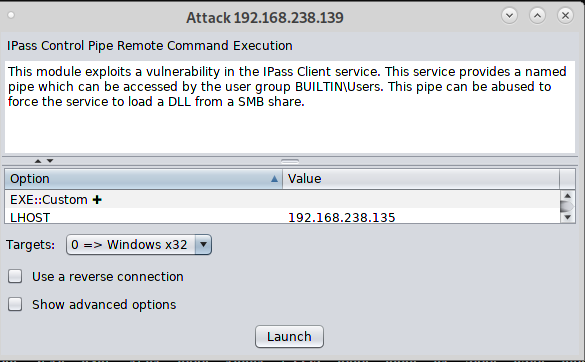 Attack 192.168.238.139
IPass Control Pipe Remote Command Execution
This module exploits a vulnerability in the IPass Client service. This service provides a named
pipe which can be accessed by the user group BUILTIN\Users. This pipe can be abused to
force the service to load a DLL from a SMB share.
Option Value
EXE::Custom +
LHOST 192.168.238.135
Targets: 0 => Windows x32
Use a reverse connection
Show advanced options
Launch